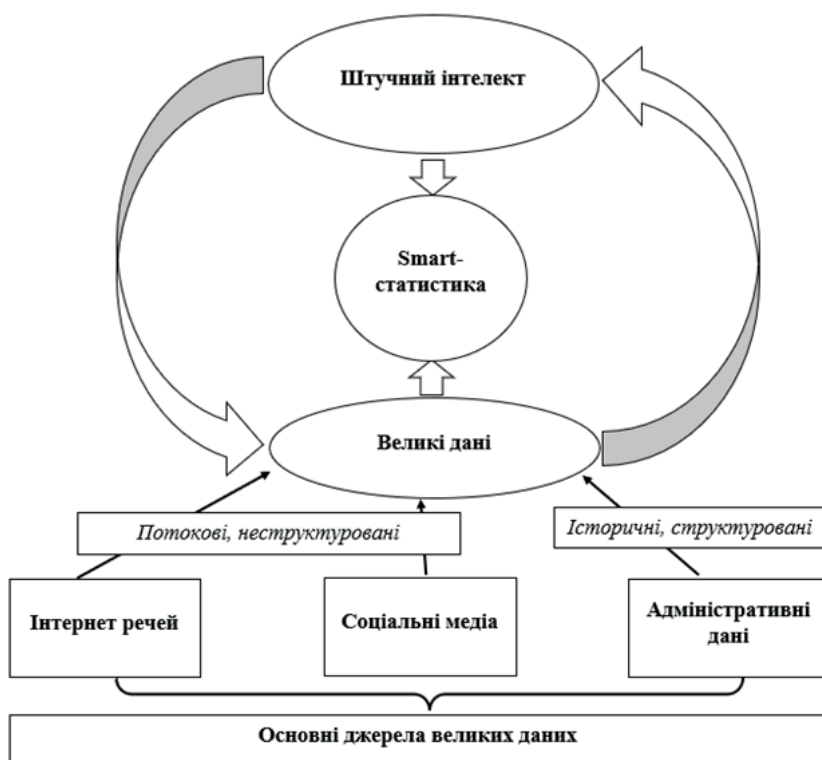 Штучний інтелект
Smart-
статистика
Великі дані
Потокові, неструктуровані
Історичні, структуровані
Інтернет речей
Соціальні медіа
Адміністративні
дані
Основні джерела великих даних